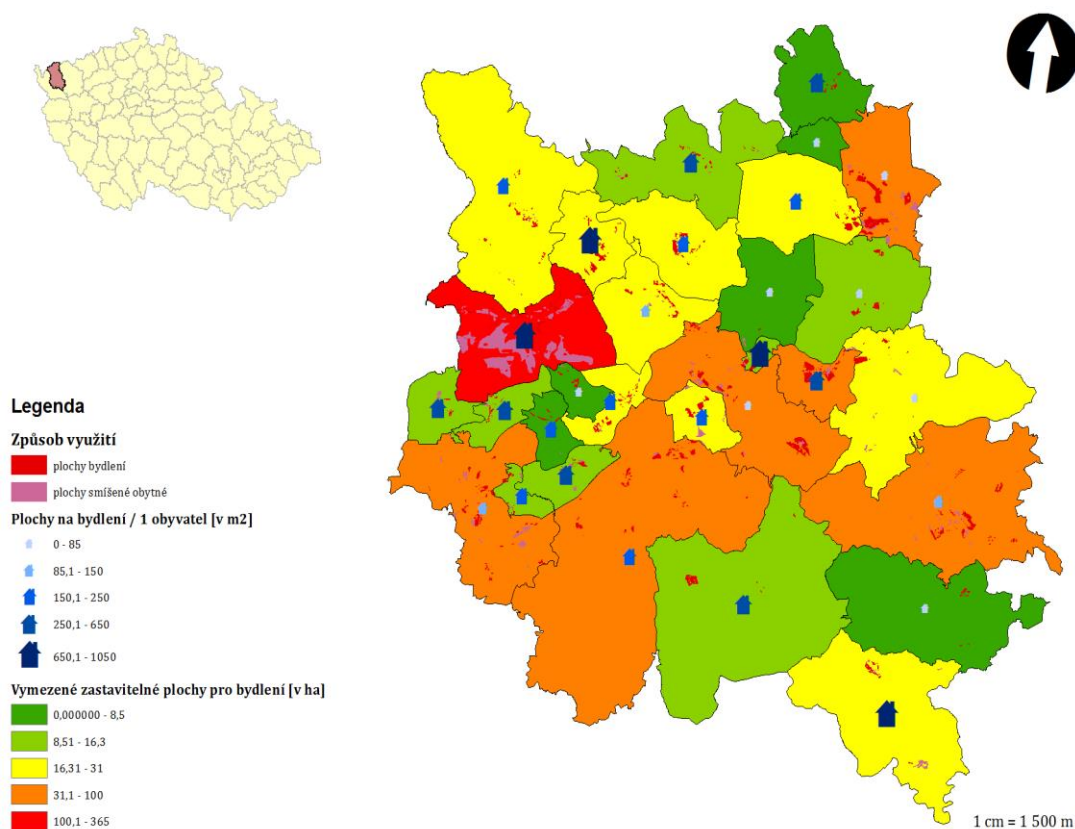 Legenda
Způsob využití
plochy bydlení
plochy smíšené obytné
Plochy na bydlení / 1 obyvatel [v m2]
0 - 85
85,1 - 150
150,1 - 250
250,1 - 650
650,1 - 1050
Vymezené zastavitelné plochy pro bydlení [v ha]
0,000000 - 8,5
8,51 - 16,3
16,31 - 31
31,1 - 100
100,1 - 365
1 cm = 1 500 m